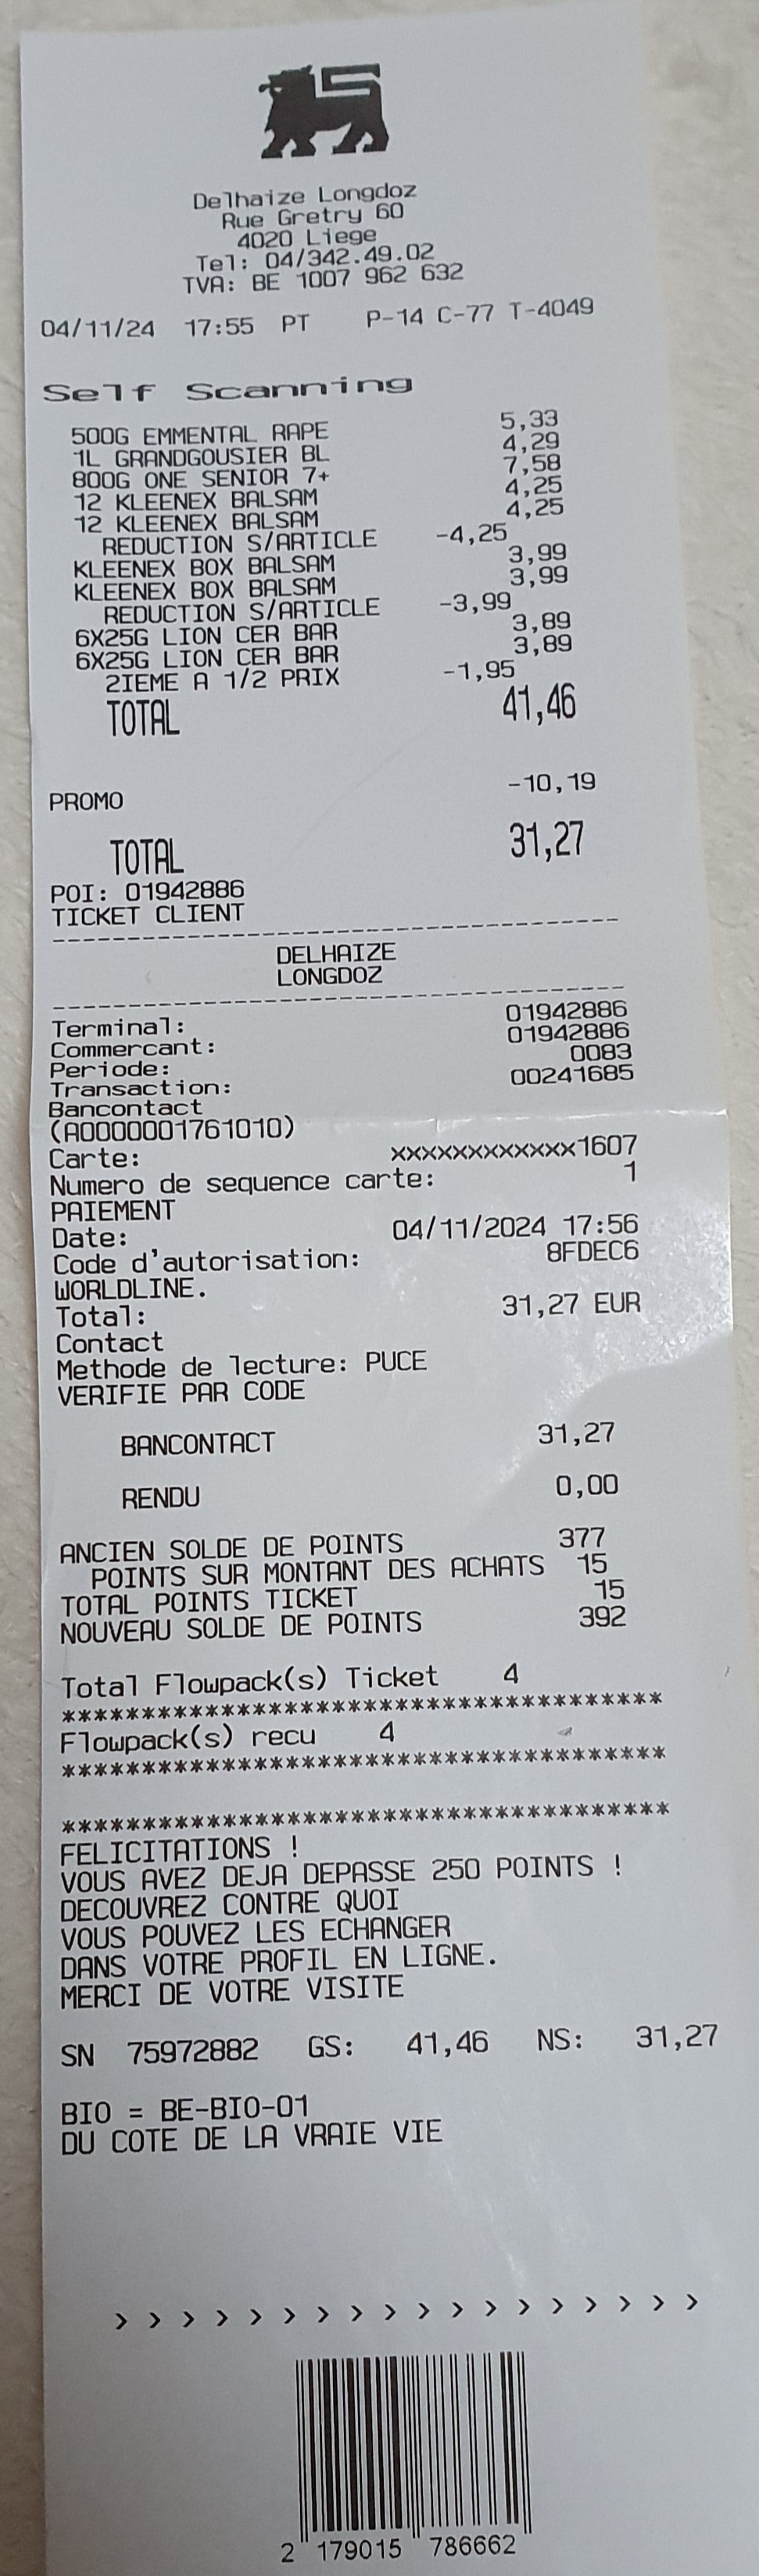 Delhaize Longdoz
Rue Gretry 60
4020 Liege
Tel: 04/342.49.02
TVA: BE 1007 962 632
04/11/24 17:55 PT P-14 C-77 T-4049
Self Scanning
500G EMMENTAL RAPE 5,33
1L GRANDGOUSIER BL 4,29
800G ONE SENIOR 7+ 7,58
12 KLEENEX BALSAM 4,25
12 KLEENEX BALSAM 4,25
REDUCTION S/ARTICLE -4,25
KLEENEX BOX BALSAM 3,99
KLEENEX BOX BALSAM 3,99
REDUCTION S/ARTICLE -3,99
6X25G LION CER BAR 3,89
6X25G LION CER BAR 3,89
2IEME A 1/2 PRIX -1,95
TOTAL 41,46
PROMO -10,19
TOTAL 31,27
POI: 01942886
TICKET CLIENT
------------------------------------
DELHAIZE
LONGDOZ
------------------------------------
Terminal: 01942886
Commercant: 01942886
Periode: 0083
Transaction: 00241685
Bancontact
(A0000001761010)
Carte: xxxxxxxxxxxx1607
Numero de sequence carte: 1
PAIEMENT
Date: 04/11/2024 17:56
Code d'autorisation: 8FDEC6
WORLDLINE.
Total: 31,27 EUR
Contact
Methode de lecture: PUCE
VERIFIE PAR CODE
BANCONTACT 31,27
RENDU 0,00
ANCIEN SOLDE DE POINTS 377
POINTS SUR MONTANT DES ACHATS 15
TOTAL POINTS TICKET 15
NOUVEAU SOLDE DE POINTS 392
Total Flowpack(s) Ticket 4
**************************************
Flowpack(s) recu 4
**************************************
**************************************
FELICITATIONS !
VOUS AVEZ DEJA DEPASSE 250 POINTS !
DECOUVREZ CONTRE QUOI
VOUS POUVEZ LES ECHANGER
DANS VOTRE PROFIL EN LIGNE.
MERCI DE VOTRE VISITE
SN 75972882 GS: 41,46 NS: 31,27
BIO = BE-BIO-01
DU COTE DE LA VRAIE VIE
> > > > > > > > > > > > > > > > > >
2 179015 786662